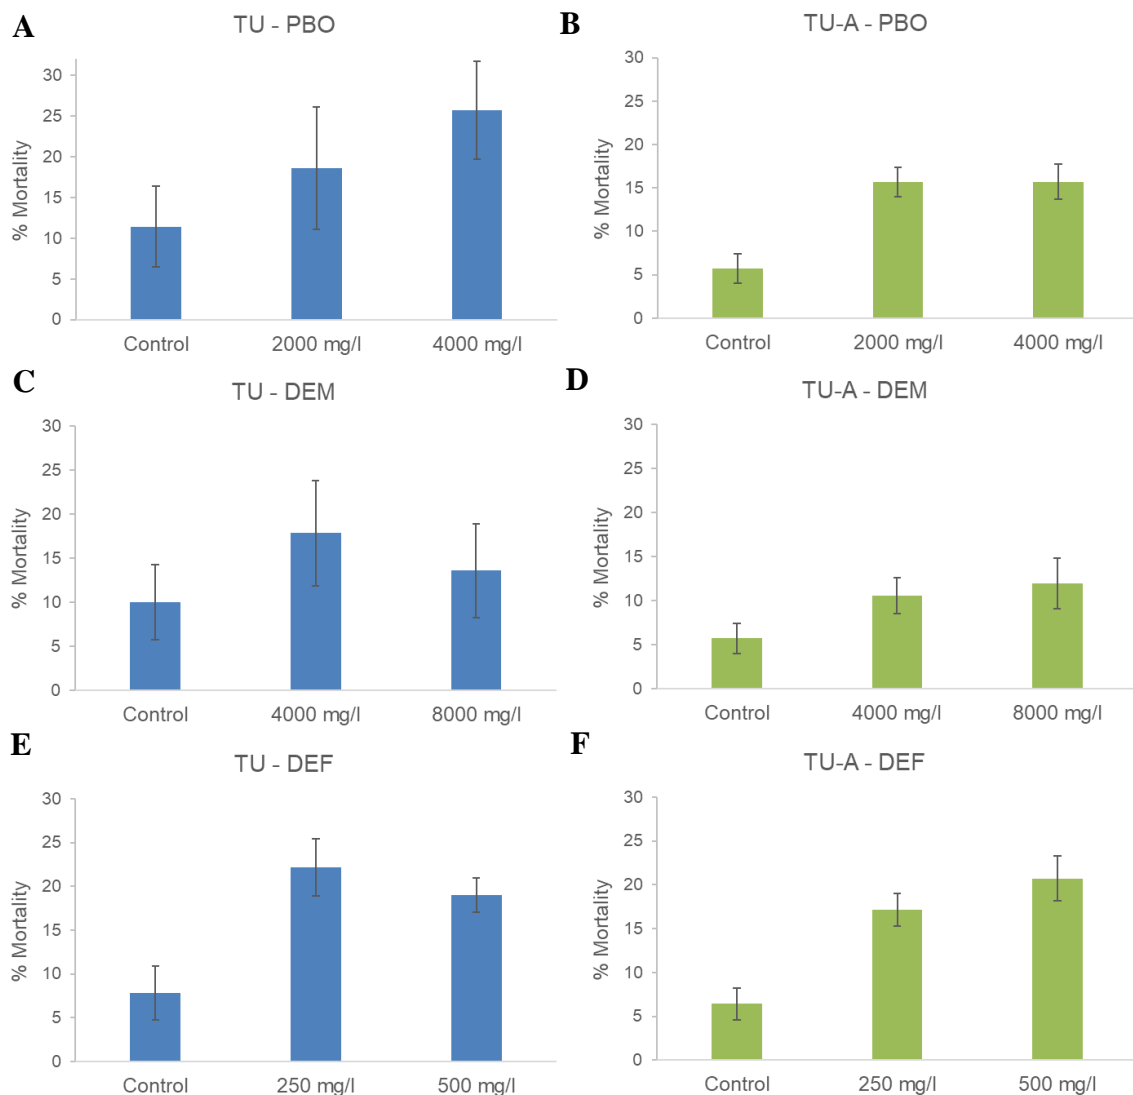 A
TU - PBO
% Mortality
30
25
20
15
10
5
0
Control 2000 mg/l 4000 mg/l
B
TU-A - PBO
% Mortality
30
25
20
15
10
5
0
Control 2000 mg/l 4000 mg/l
C
TU - DEM
% Mortality
30
25
20
15
10
5
0
Control 4000 mg/l 8000 mg/l
D
TU-A - DEM
% Mortality
30
25
20
15
10
5
0
Control 4000 mg/l 8000 mg/l
E
TU - DEF
% Mortality
30
25
20
15
10
5
0
Control 250 mg/l 500 mg/l
F
TU-A - DEF
% Mortality
30
25
20
15
10
5
0
Control 250 mg/l 500 mg/l